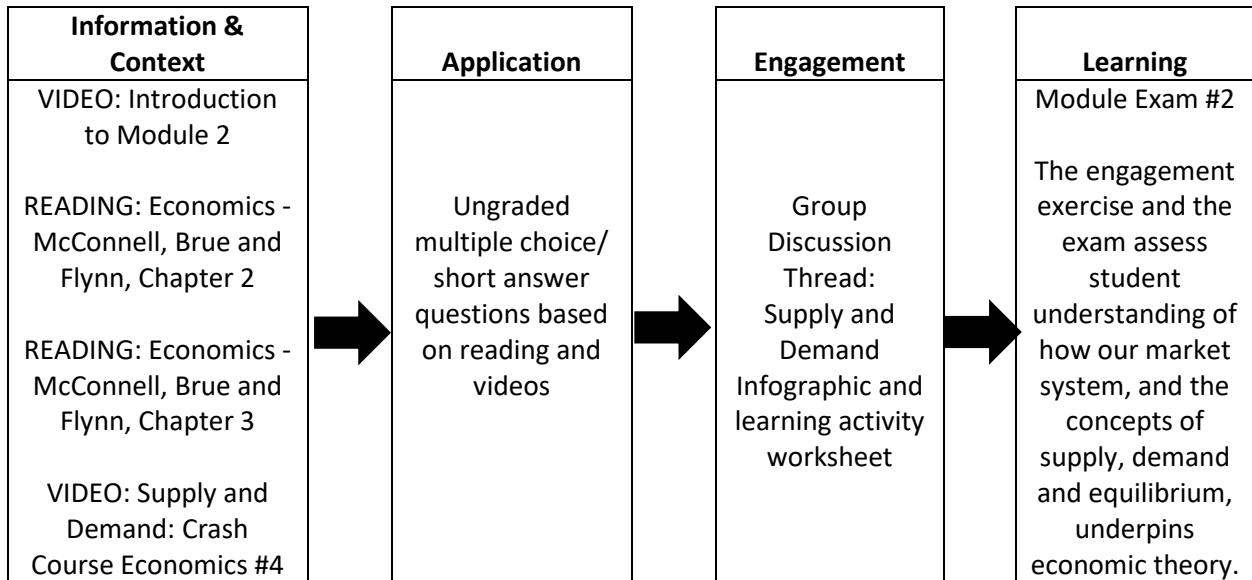 Information &
Context
VIDEO: Introduction
to Module 2
READING: Economics -
McConnell, Brue and
Flynn, Chapter 2
READING: Economics -
McConnell, Brue and
Flynn, Chapter 3
VIDEO: Supply and
Demand: Crash
Course Economics #4
Application
Ungraded
multiple choice/
short answer
questions based
on reading and
videos
Engagement
Group
Discussion
Thread:
Supply and
Demand
Infographic and
learning activity
worksheet
Learning
Module Exam #2
The engagement
exercise and the
exam assess
student
understanding of
how our market
system, and the
concepts of
supply, demand
and equilibrium,
underpins
economic theory.